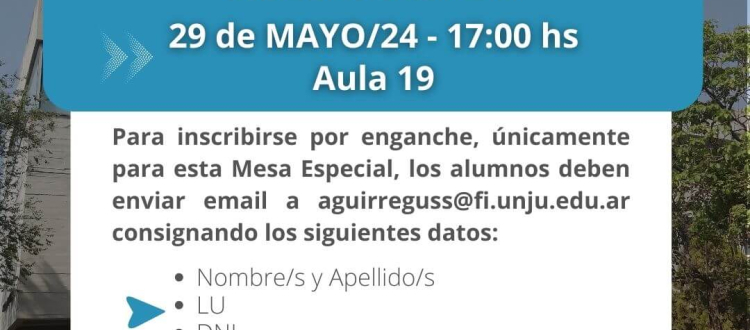 29 de MAYO/24 - 17:00 hs
Aula 19
Para inscribirse por enganche, únicamente
para esta Mesa Especial, los alumnos deben
enviar email a aguirreguss@fi.unju.edu.ar
consignando los siguientes datos:
• Nombre/s y Apellido/s
• LU
• DNI